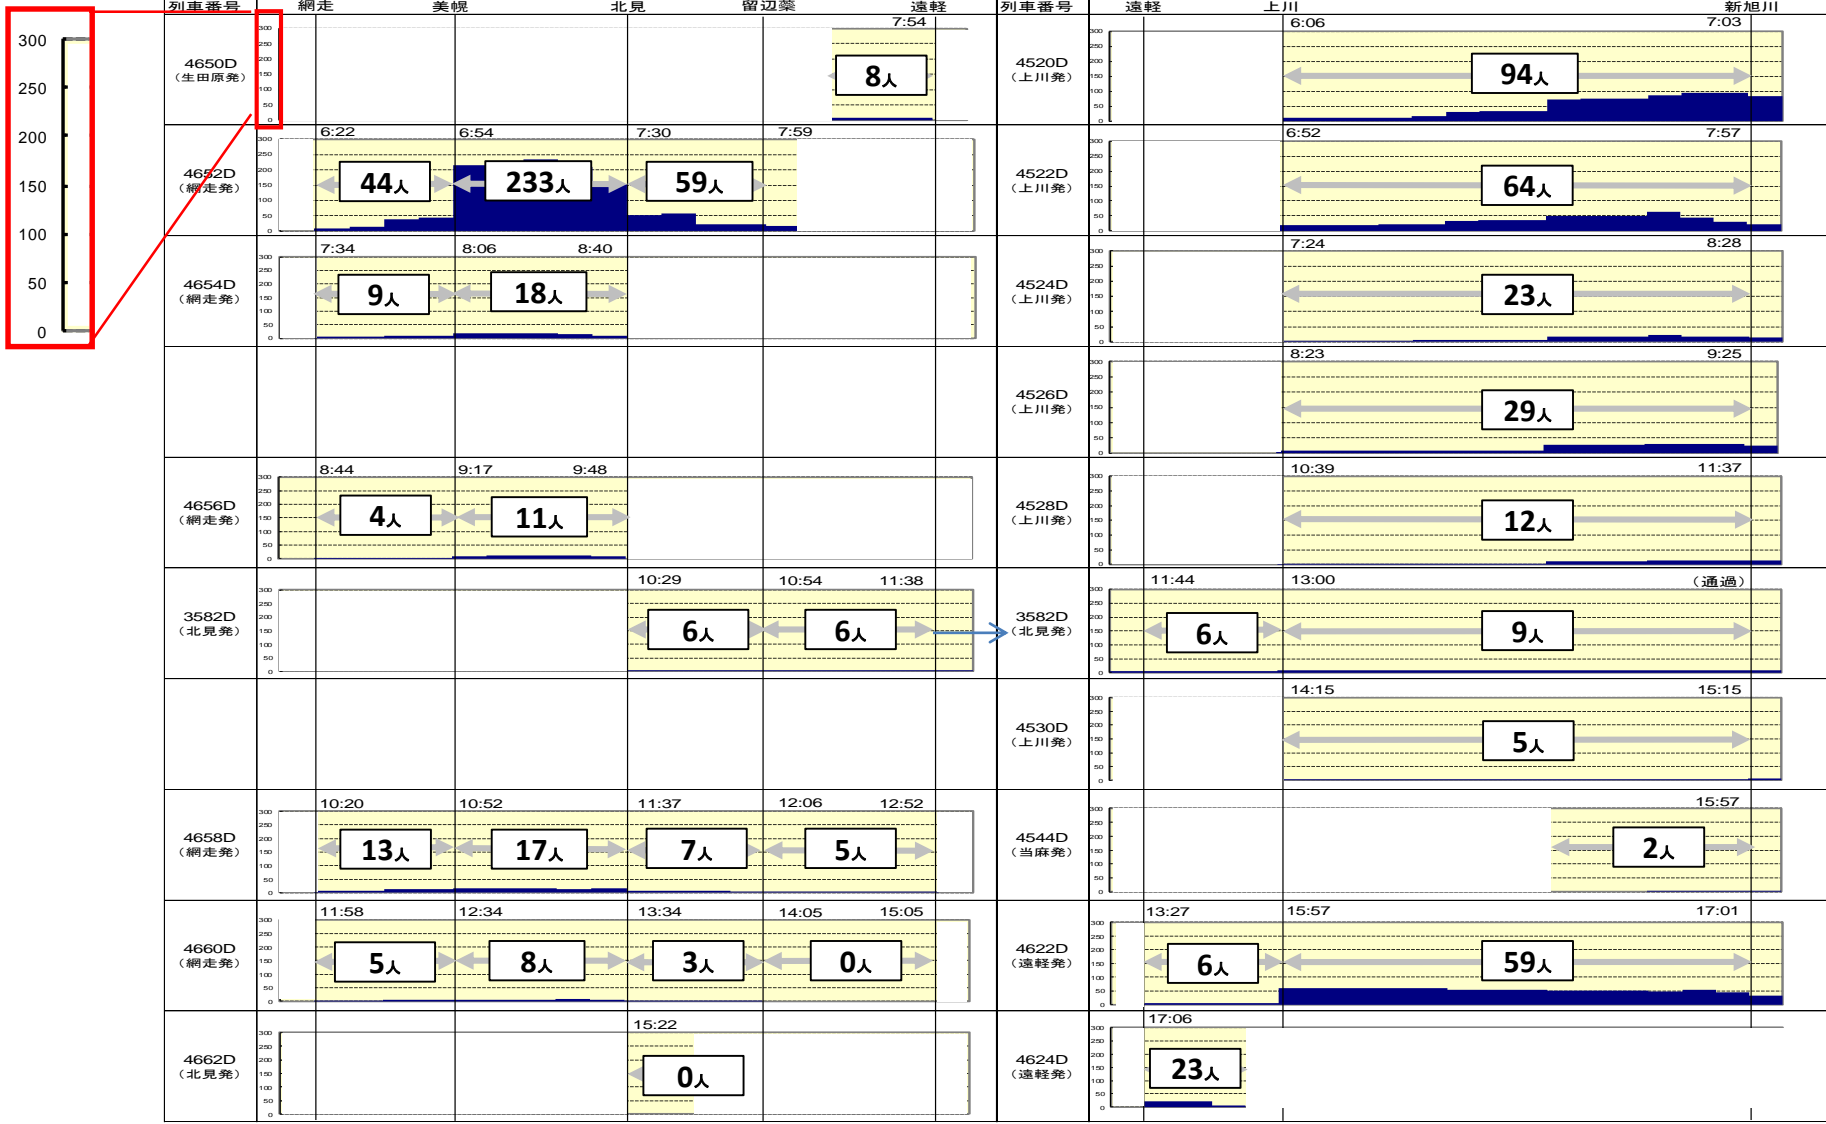 列車番号 網走 美幌 北見 留辺蘂 遠軽 列車番号 遠軽 上川 新旭川
300
250
200
150
100
50
0
4650D
（生田原発）
7:54
8人
4520D
（上川発）
6:06 7:03
94人
4652D
（網走発）
6:22 6:54 7:30 7:59
44人 233人 59人
4522D
（上川発）
6:52 7:57
64人
4654D
（網走発）
7:34 8:06 8:40
9人 18人
4524D
（上川発）
7:24 8:28
23人
4526D
（上川発）
8:23 9:25
29人
4656D
（網走発）
8:44 9:17 9:48
4人 11人
4528D
（上川発）
10:39 11:37
12人
3582D
（北見発）
10:29 10:54 11:38
6人 6人
3582D
（北見発）
11:44 13:00 （通過）
6人 9人
4530D
（上川発）
14:15 15:15
5人
4658D
（網走発）
10:20 10:52 11:37 12:06 12:52
13人 17人 7人 5人
4544D
（当麻発）
15:57
2人
4660D
（網走発）
11:58 12:34 13:34 14:05 15:05
5人 8人 3人 0人
4622D
（遠軽発）
13:27 15:57 17:01
6人 59人
4662D
（北見発）
15:22
0人
4624D
（遠軽発）
17:06
23人